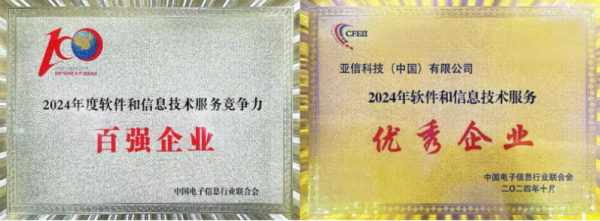 100
2024年度软件和信息技术服务竞争力
百强企业
中国电子信息行业联合会
CFEII
亚信科技（中国）有限公司
2024年软件和信息技术服务
优秀企业
中国电子信息行业联合会
二〇二四年十月